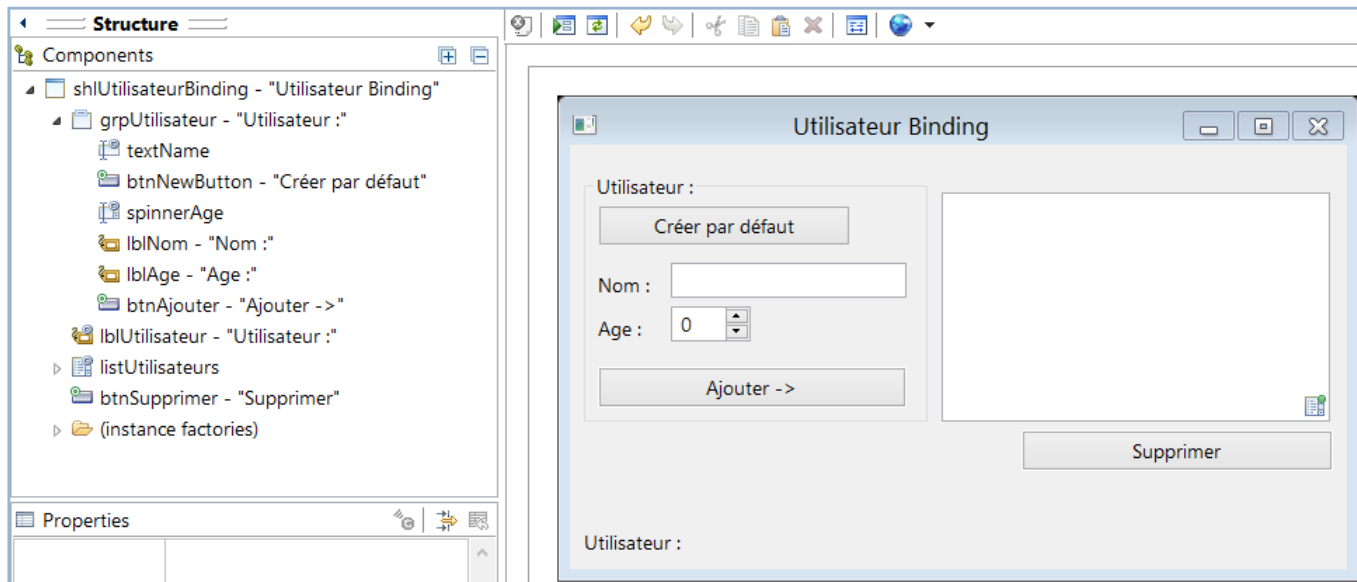 Structure
Components
shlUtilisateurBinding - "Utilisateur Binding"
grpUtilisateur - "Utilisateur :"
textName
btnNewButton - "Créer par défaut"
spinnerAge
lblNom - "Nom :"
lblAge - "Age :"
btnAjouter - "Ajouter ->"
lblUtilisateur - "Utilisateur :"
listUtilisateurs
btnSupprimer - "Supprimer"
(instance factories)
Properties
Utilisateur Binding
Utilisateur :
Créer par défaut
Nom :
Age :
0
Ajouter ->
Supprimer
Utilisateur :